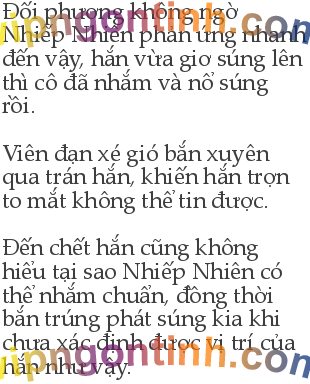 Đối phương không ngờ
Nhiếp Nhiên phản ứng nhanh
đến vậy, hắn vừa giơ súng lên
thì cô đã nhắm và nổ súng
rồi.
Viên đạn xé gió bắn xuyên
qua trán hắn, khiến hắn trợn
to mắt không thể tin được.
Đến chết hắn cũng không
hiểu tại sao Nhiếp Nhiên có
thể nhắm chuẩn, đồng thời
bắn trúng phát súng kia khi
chưa xác định được vị trí của
hắn như vậy.
vipngontinh.com
vipngontinh.com